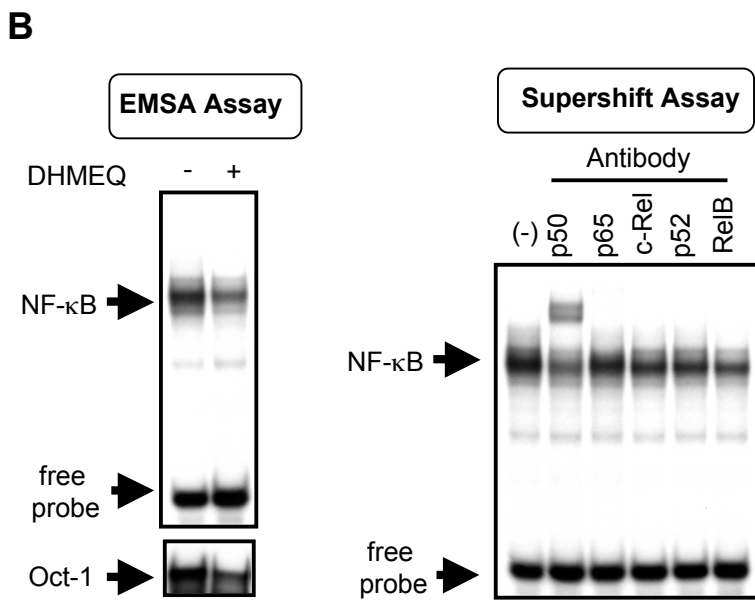 B
EMSA Assay
DHMEQ - +
NF-κB
free
probe
Oct-1
Supershift Assay
Antibody
(-) p50 p65 c-Rel p52 RelB
NF-κB
free
probe